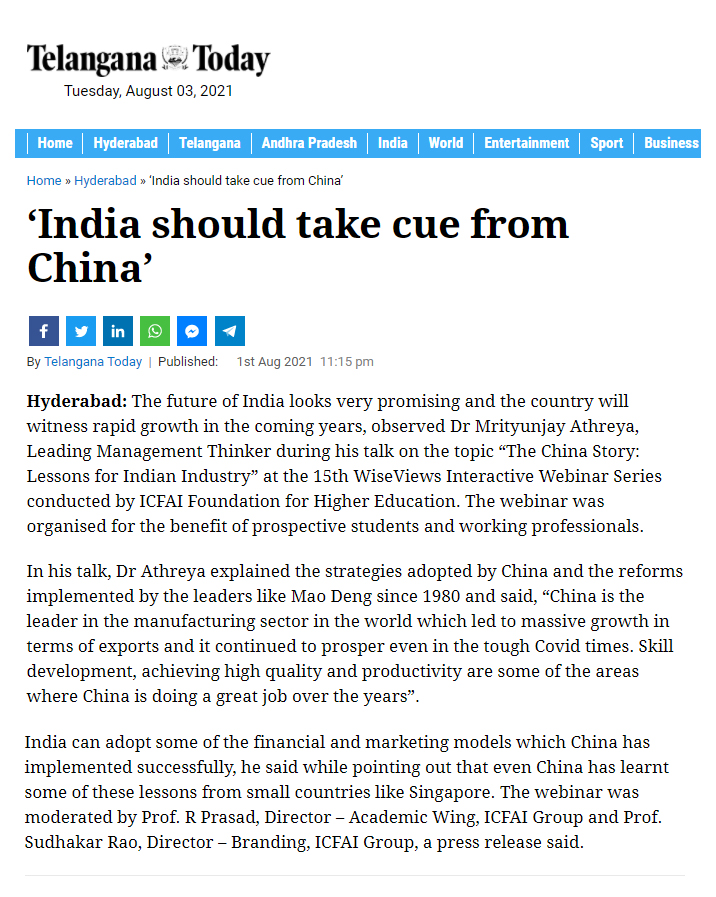 Telangana Today
Tuesday, August 03, 2021
Home Hyderabad Telangana Andhra Pradesh India World Entertainment Sport Business
Home » Hyderabad » ‘India should take cue from China’
‘India should take cue from
China’
By Telangana Today | Published: 1st Aug 2021 11:15 pm
Hyderabad: The future of India looks very promising and the country will
witness rapid growth in the coming years, observed Dr Mrityunjay Athreya,
Leading Management Thinker during his talk on the topic “The China Story:
Lessons for Indian Industry” at the 15th WiseViews Interactive Webinar Series
conducted by ICFAI Foundation for Higher Education. The webinar was
organised for the benefit of prospective students and working professionals.
In his talk, Dr Athreya explained the strategies adopted by China and the reforms
implemented by the leaders like Mao Deng since 1980 and said, “China is the
leader in the manufacturing sector in the world which led to massive growth in
terms of exports and it continued to prosper even in the tough Covid times. Skill
development, achieving high quality and productivity are some of the areas
where China is doing a great job over the years”.
India can adopt some of the financial and marketing models which China has
implemented successfully, he said while pointing out that even China has learnt
some of these lessons from small countries like Singapore. The webinar was
moderated by Prof. R Prasad, Director – Academic Wing, ICFAI Group and Prof.
Sudhakar Rao, Director – Branding, ICFAI Group, a press release said.